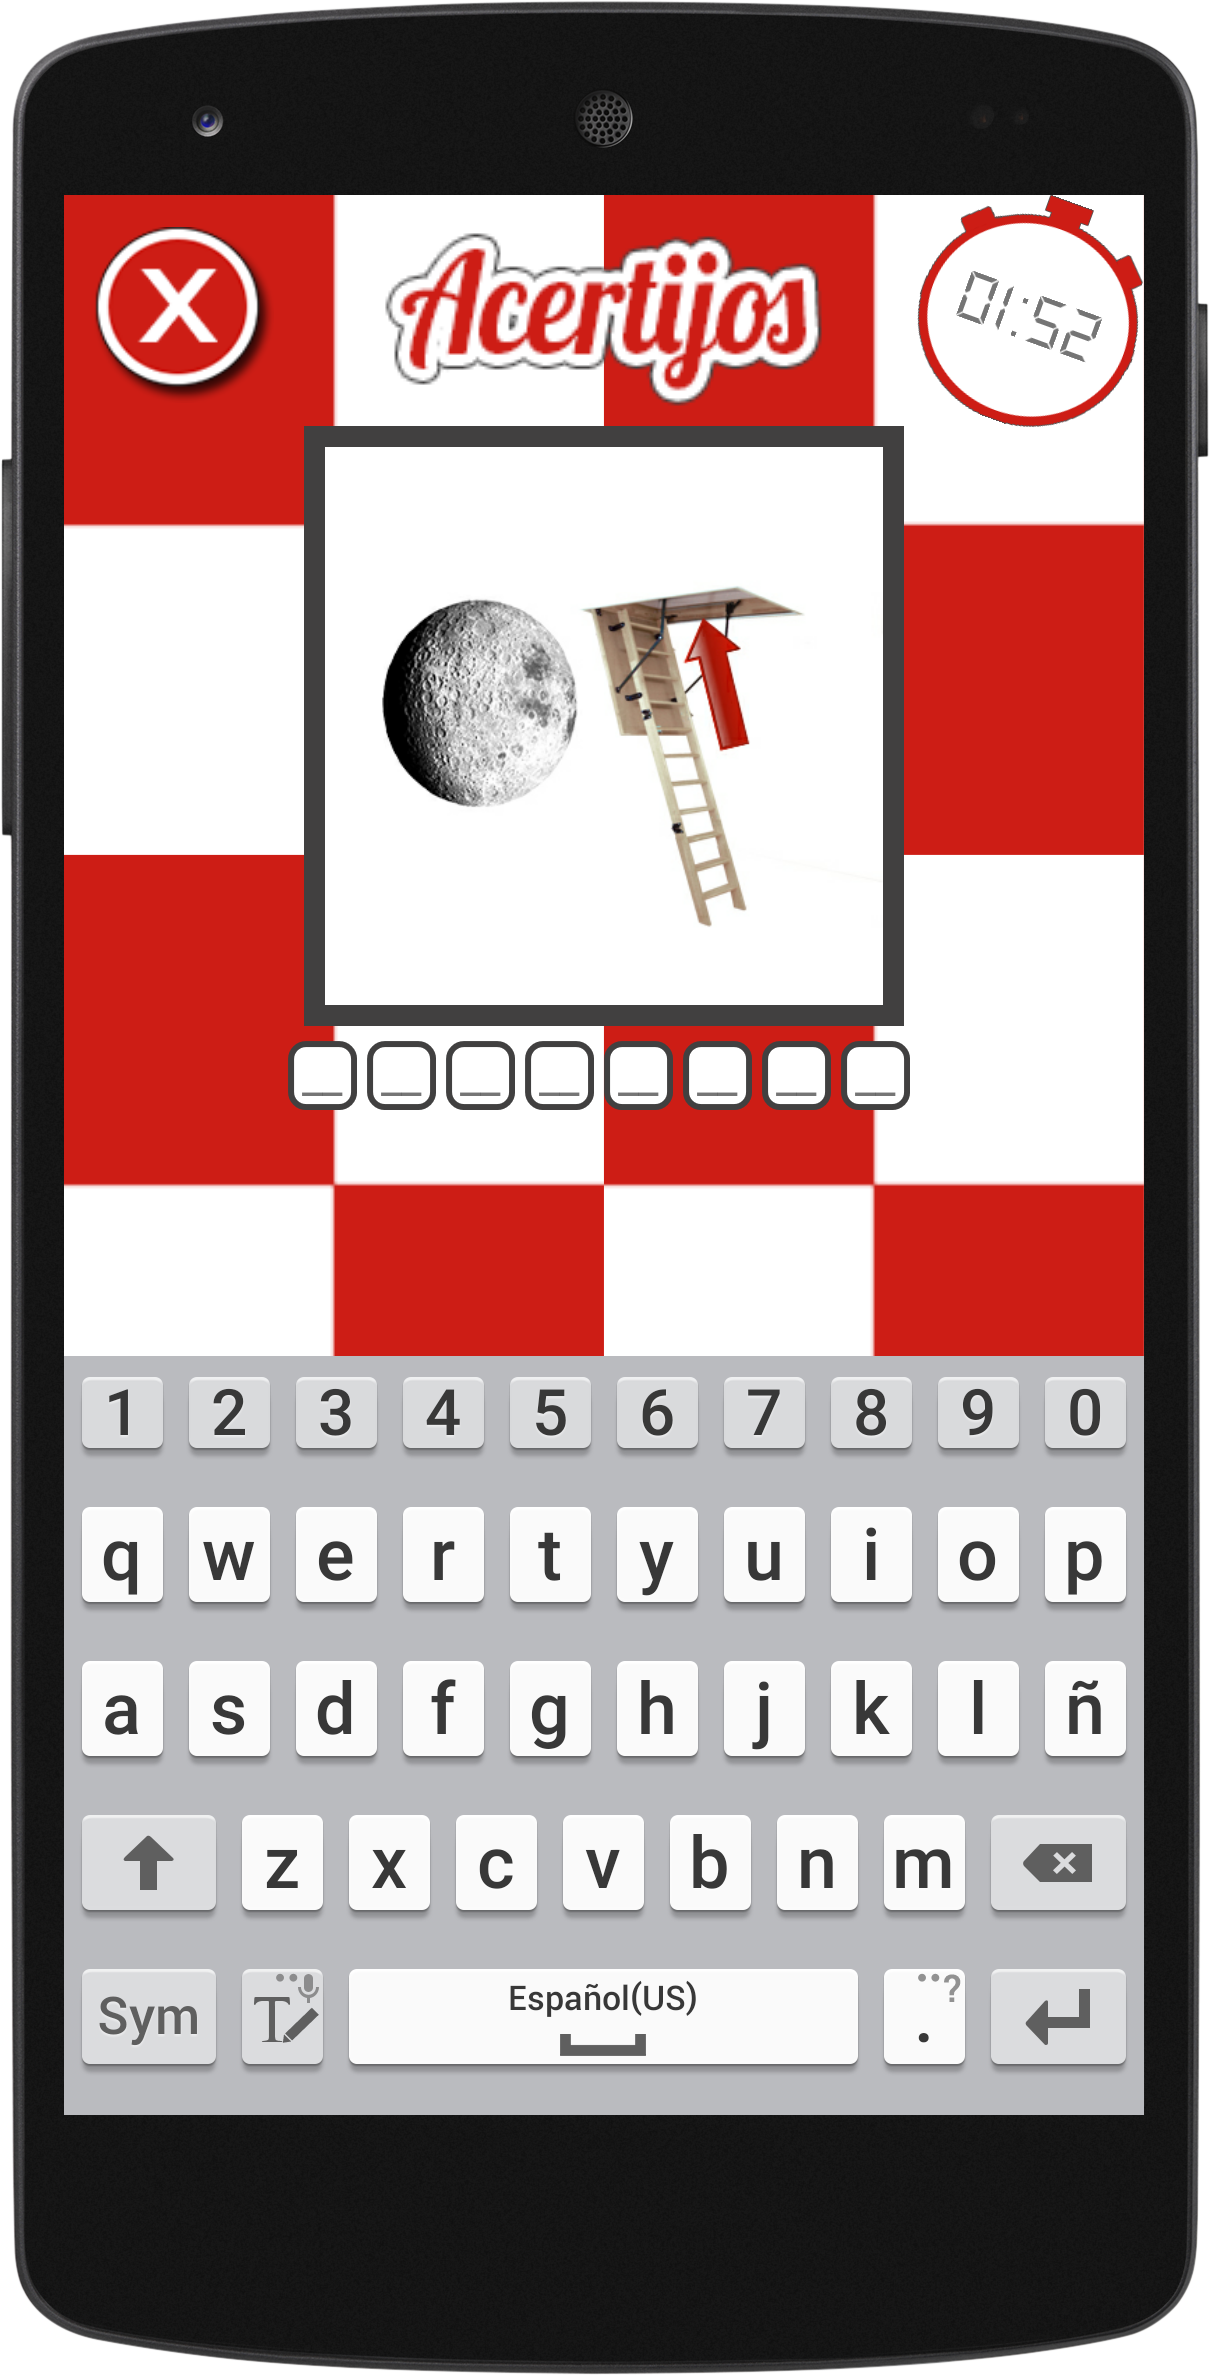 X
Acertijos
01:52
_ _ _ _ _ _ _ _
1 2 3 4 5 6 7 8 9 0
q w e r t y u i o p
a s d f g h j k l ñ
z x c v b n m
Sym T Español(US) . ?